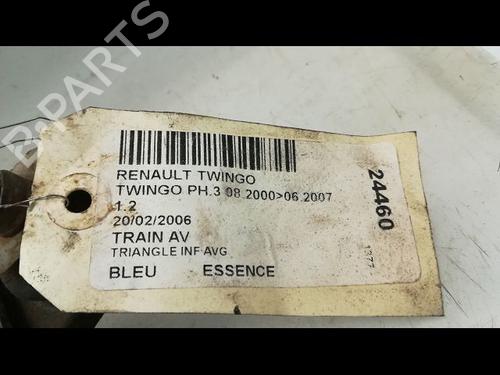 RENAULT TWINGO
TWINGO PH.3 08.2000>06.2007
1.2
20/02/2006
TRAIN AV
TRIANGLE INF AVG
BLEU ESSENCE
24460
1377
B-PARTS